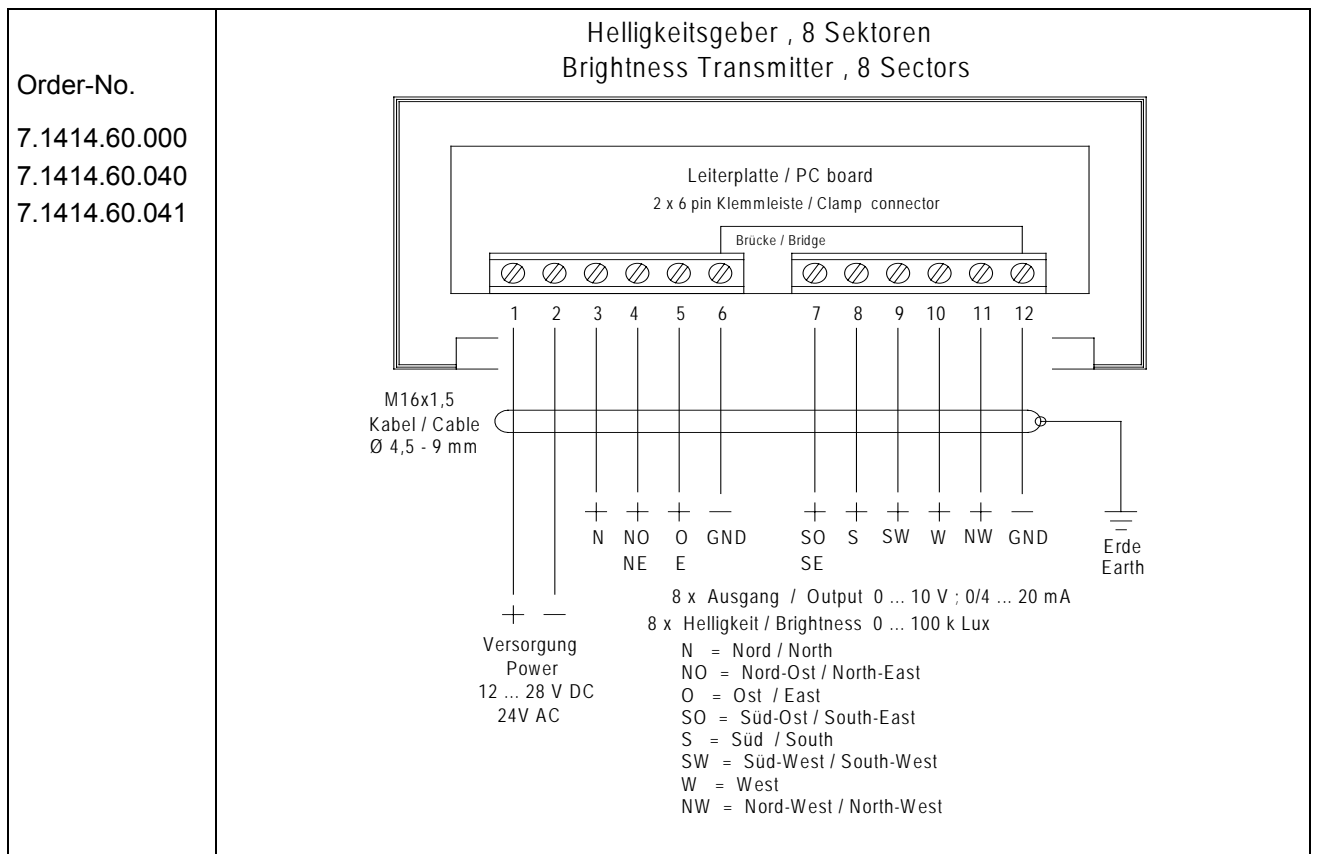 Order-No.
7.1414.60.000
7.1414.60.040
7.1414.60.041
Helligkeitsgeber , 8 Sektoren
Brightness Transmitter , 8 Sectors
Leiterplatte / PC board
2 x 6 pin Klemmleiste / Clamp connector
Brücke / Bridge
1 2 3 4 5 6 7 8 9 10 11 12
M16x1,5
Kabel / Cable
Ø 4,5 - 9 mm
+ + + — + + + + + —
N NO O GND SO S SW W NW GND
NE E SE
Erde
Earth
8 x Ausgang / Output 0 ... 10 V ; 0/4 ... 20 mA
8 x Helligkeit / Brightness 0 ... 100 k Lux
+ —
Versorgung
Power
12 ... 28 V DC
24V AC
N = Nord / North
NO = Nord-Ost / North-East
O = Ost / East
SO = Süd-Ost / South-East
S = Süd / South
SW = Süd-West / South-West
W = West
NW = Nord-West / North-West